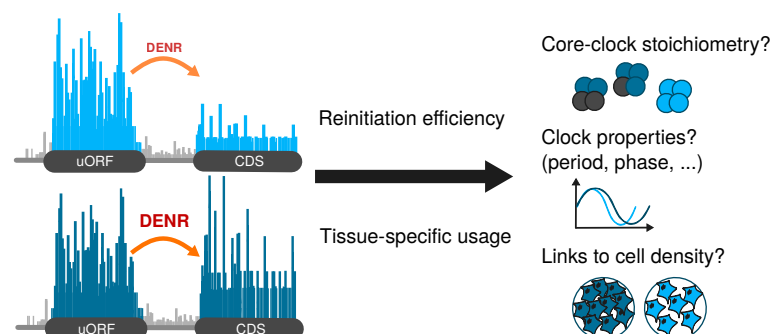 DENR
uORF
CDS
DENR
uORF
CDS
Reinitiation efficiency
Tissue-specific usage
Core-clock stoichiometry?
Clock properties?
(period, phase, ...)
Links to cell density?